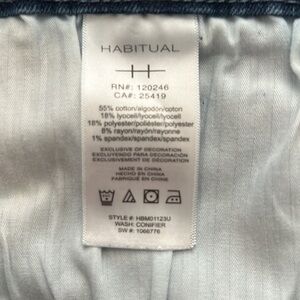 HABITUAL
RN#: 120246
CA#: 25419
55% cotton/algodón/coton
18% lyocell/lyocell/lyocell
18% polyester/poliéster/polyester
8% rayon/rayón/rayonne
1% spandex/spandex/spandex
EXCLUSIVE OF DECORATION
EXCLUYENDO PARA DECORACIÓN
EXCLUSIVEMENT DE DÉCORATION
MADE IN CHINA
HECHO EN CHINA
FABRIQUÉ EN CHINE
STYLE #: HBM01123U
WASH: CONIFIER
SW #: 1066776